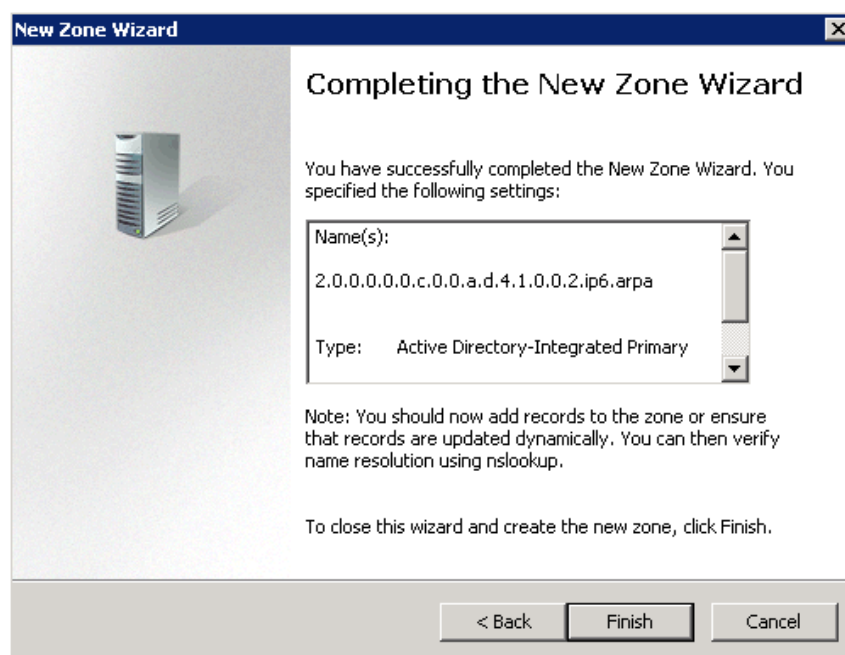 New Zone Wizard
Completing the New Zone Wizard
You have successfully completed the New Zone Wizard. You
specified the following settings:
Name(s):
2.0.0.0.0.0.c.0.0.a.d.4.1.0.0.2.ip6.arpa
Type: Active Directory-Integrated Primary
Note: You should now add records to the zone or ensure
that records are updated dynamically. You can then verify
name resolution using nslookup.
To close this wizard and create the new zone, click Finish.
< Back
Finish
Cancel